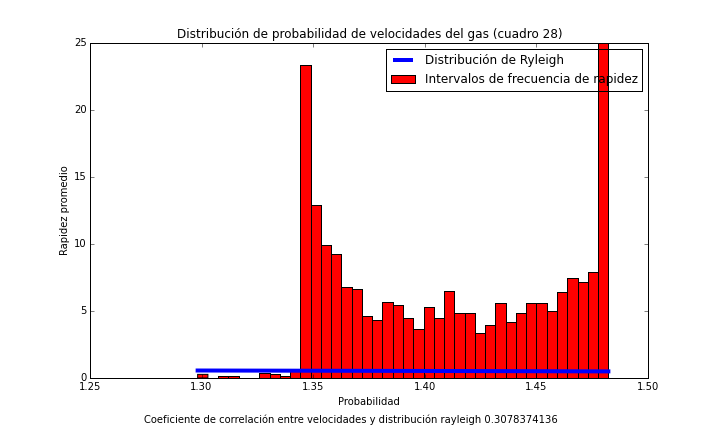 Distribución de probabilidad de velocidades del gas (cuadro 28)
Distribución de Ryleigh
Intervalos de frecuencia de rapidez
25
20
15
10
5
0
Rapidez promedio
1.25 1.30 1.35 1.40 1.45 1.50
Probabilidad
Coeficiente de correlación entre velocidades y distribución rayleigh 0.3078374136